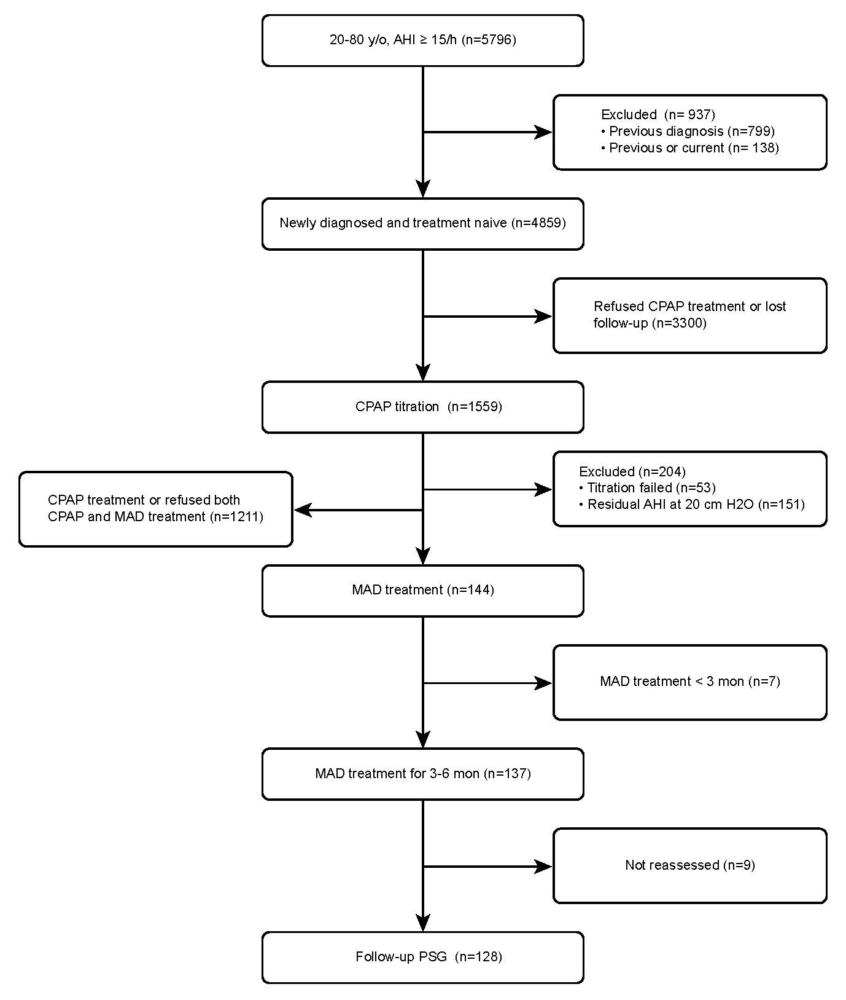 20-80 y/o, AHI ≥ 15/h (n=5796)
Excluded  (n= 937)
• Previous diagnosis (n=799)
• Previous or current (n= 138)
Newly diagnosed and treatment naive (n=4859)
Refused CPAP treatment or lost
follow-up (n=3300)
CPAP titration  (n=1559)
Excluded (n=204)
• Titration failed (n=53)
• Residual AHI at 20 cm H2O (n=151)
CPAP treatment or refused both
CPAP and MAD treatment (n=1211)
MAD treatment (n=144)
MAD treatment < 3 mon (n=7)
MAD treatment for 3-6 mon (n=137)
Not reassessed (n=9)
Follow-up PSG  (n=128)